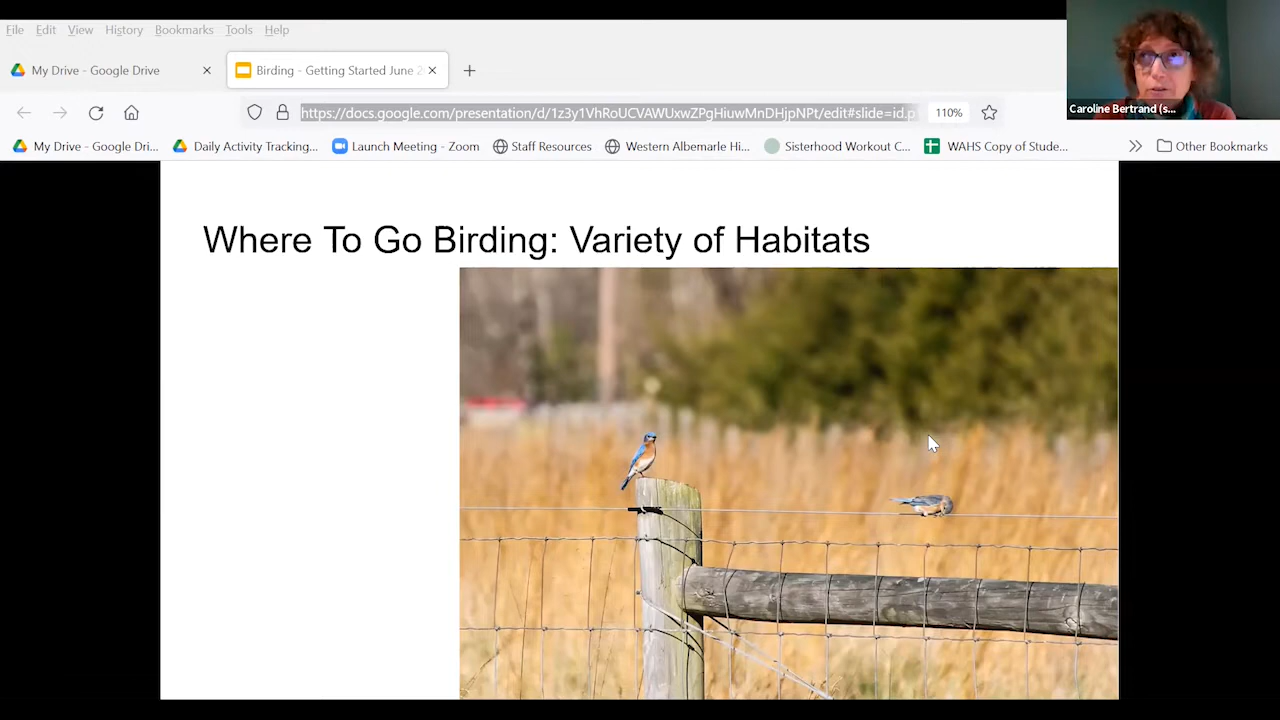 File Edit View History Bookmarks Tools Help
My Drive - Google Drive
Birding - Getting Started June 2
https://docs.google.com/presentation/d/1z3y1VhRoUCVAWUxwZPgHiuwMnDHjpNPt/edit#slide=id.p
110%
Caroline Bertrand (s...
My Drive - Google Dri...
Daily Activity Tracking...
Launch Meeting - Zoom
Staff Resources
Western Albemarle Hi...
Sisterhood Workout C...
WAHS Copy of Stude...
Other Bookmarks
Where To Go Birding: Variety of Habitats